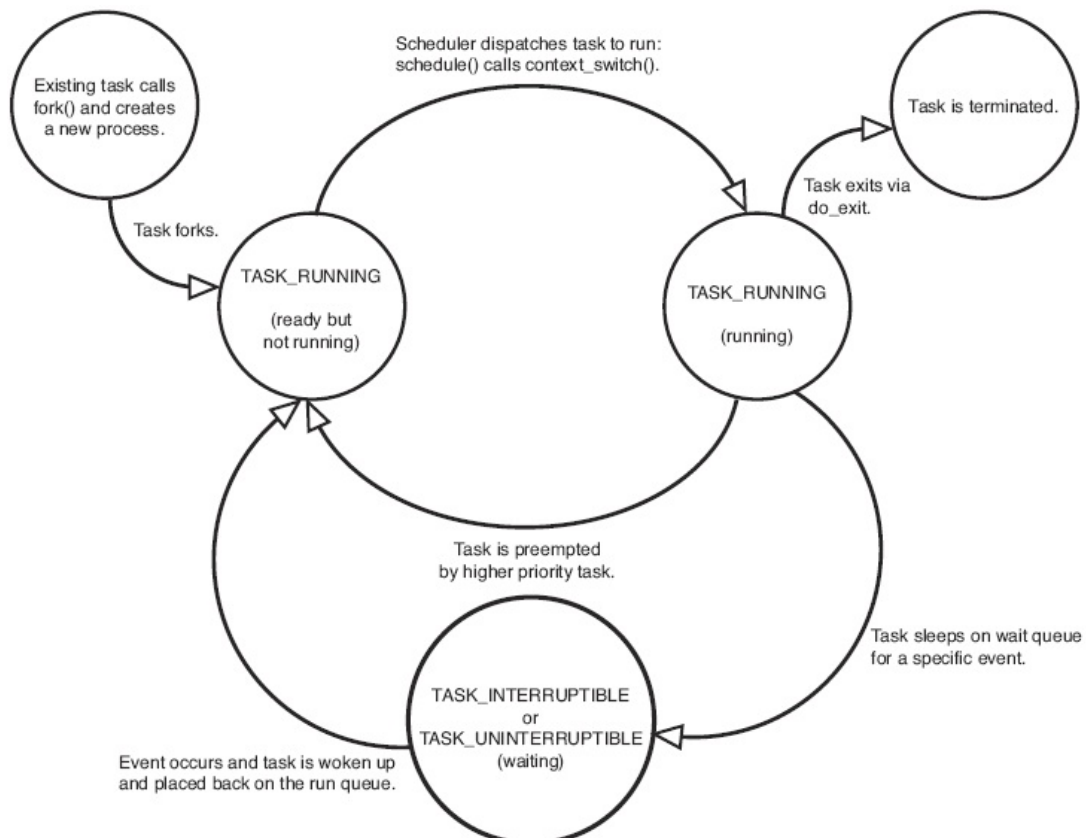 Scheduler dispatches task to run:
schedule() calls context_switch().
Existing task calls
fork() and creates
a new process.
Task is terminated.
Task forks.
Task exits via
do_exit.
TASK_RUNNING
(ready but
not running)
TASK_RUNNING
(running)
Task is preempted
by higher priority task.
Task sleeps on wait queue
for a specific event.
TASK_INTERRUPTIBLE
or
TASK_UNINTERRUPTIBLE
(waiting)
Event occurs and task is woken up
and placed back on the run queue.